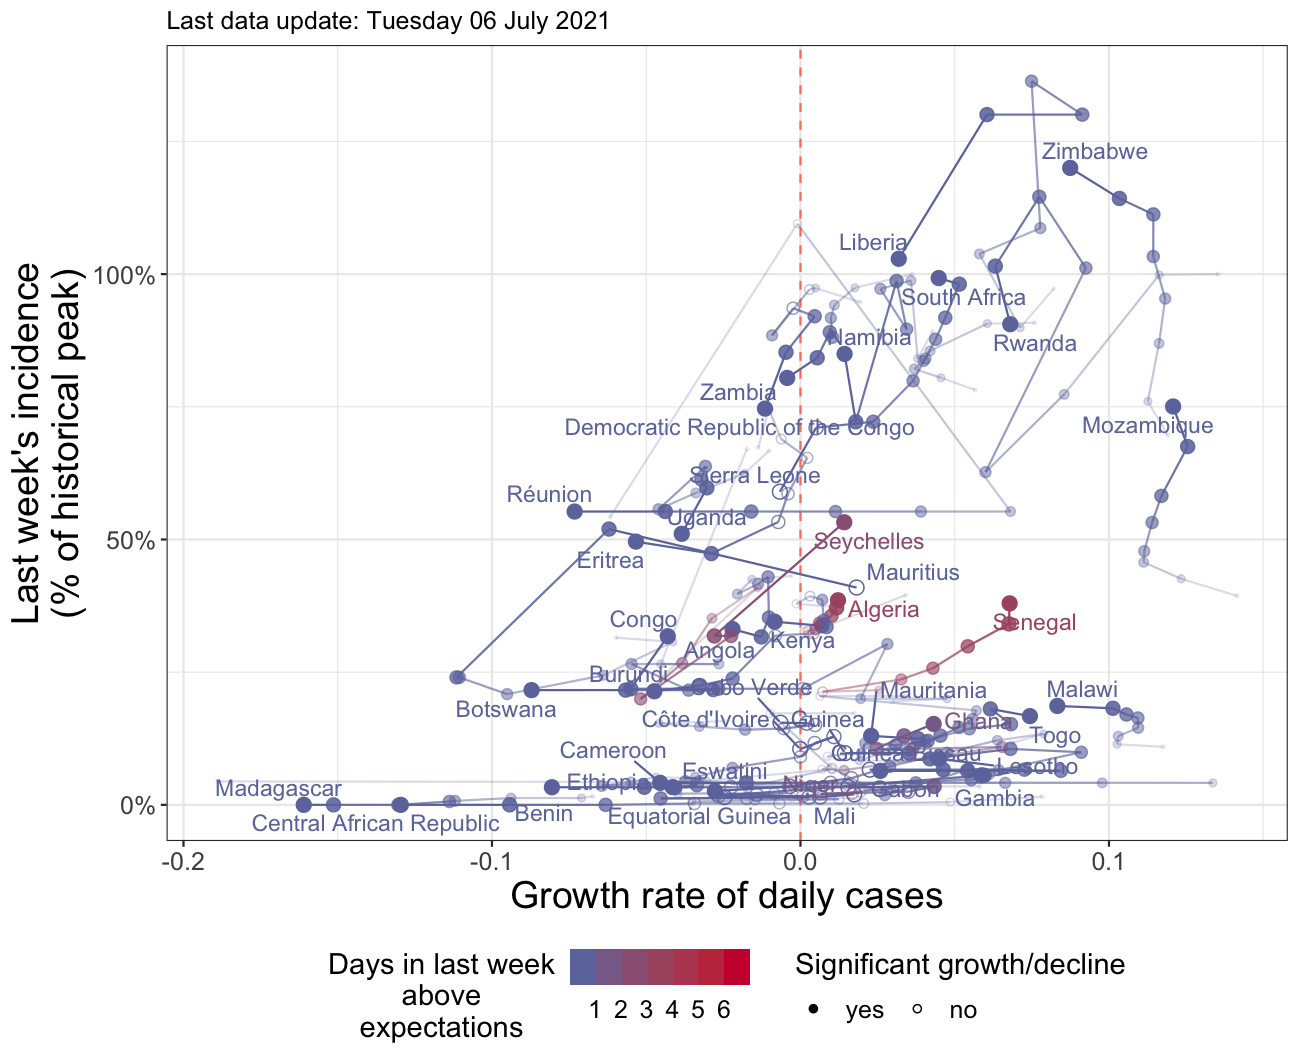 Last data update: Tuesday 06 July 2021
Last week's incidence
(% of historical peak)
100%
50%
0%
Zimbabwe
Liberia
South Africa
Namibia
Rwanda
Zambia
Democratic Republic of the Congo
Mozambique
Sierra Leone
Réunion
Uganda
Seychelles
Eritrea
Mauritius
Algeria
Congo
Senegal
Kenya
Angola
Burundi
Cabo Verde
Mauritania
Malawi
Botswana
Côte d'Ivoire
Guinea
Ghana
Togo
Cameroon
Guinea-Bissau
Lesotho
Eswatini
Ethiopia
Niger
Gabon
Madagascar
Gambia
Benin
Equatorial Guinea
Mali
Central African Republic
-0.2
-0.1
0.0
0.1
Growth rate of daily cases
Days in last week
above
expectations
1 2 3 4 5 6
Significant growth/decline
yes
no